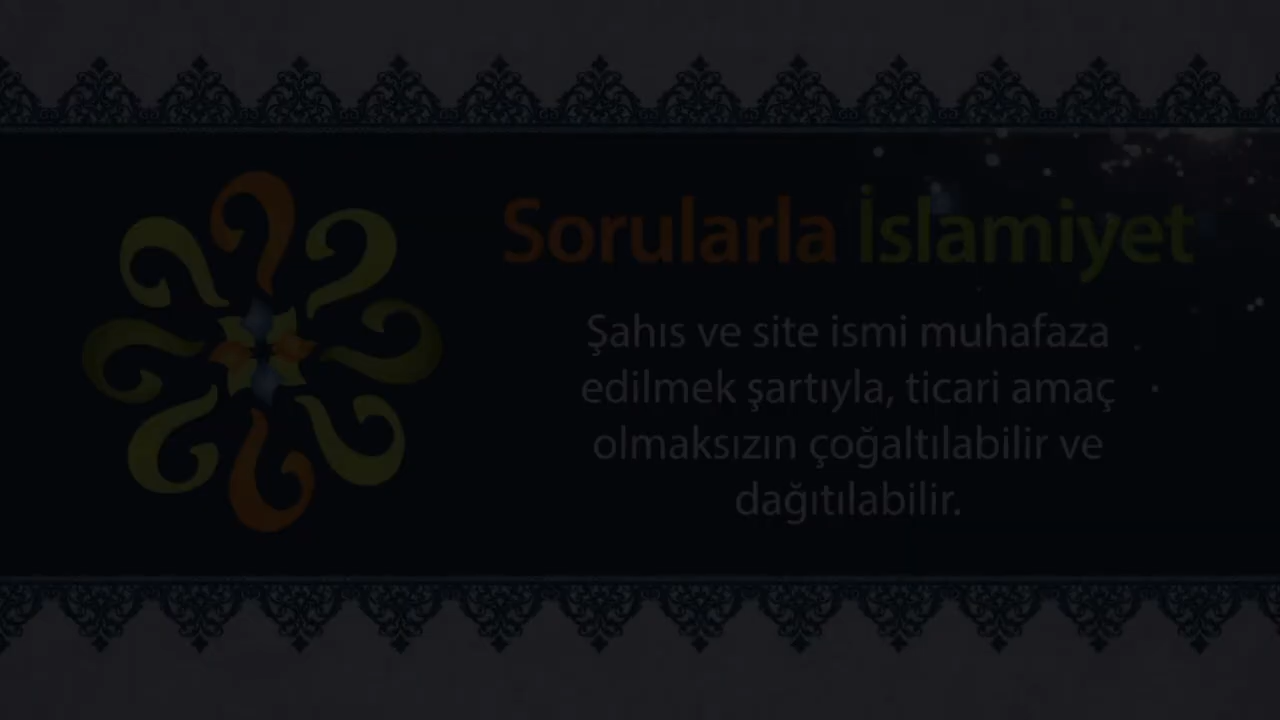 Sorularla İslamiyet
Şahıs ve site ismi muhafaza
edilmek şartıyla, ticari amaç
olmaksızın çoğaltılabilir ve
dağıtılabilir.